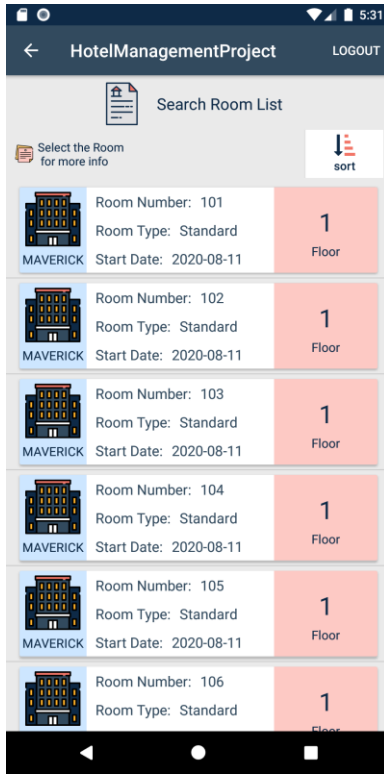 5:31
HotelManagementProject
LOGOUT
Search Room List
Select the Room
for more info
sort
Room Number: 101
Room Type: Standard
Start Date: 2020-08-11
MAVERICK
1
Floor
Room Number: 102
Room Type: Standard
Start Date: 2020-08-11
MAVERICK
1
Floor
Room Number: 103
Room Type: Standard
Start Date: 2020-08-11
MAVERICK
1
Floor
Room Number: 104
Room Type: Standard
Start Date: 2020-08-11
MAVERICK
1
Floor
Room Number: 105
Room Type: Standard
Start Date: 2020-08-11
MAVERICK
1
Floor
Room Number: 106
Room Type: Standard
1
Floor